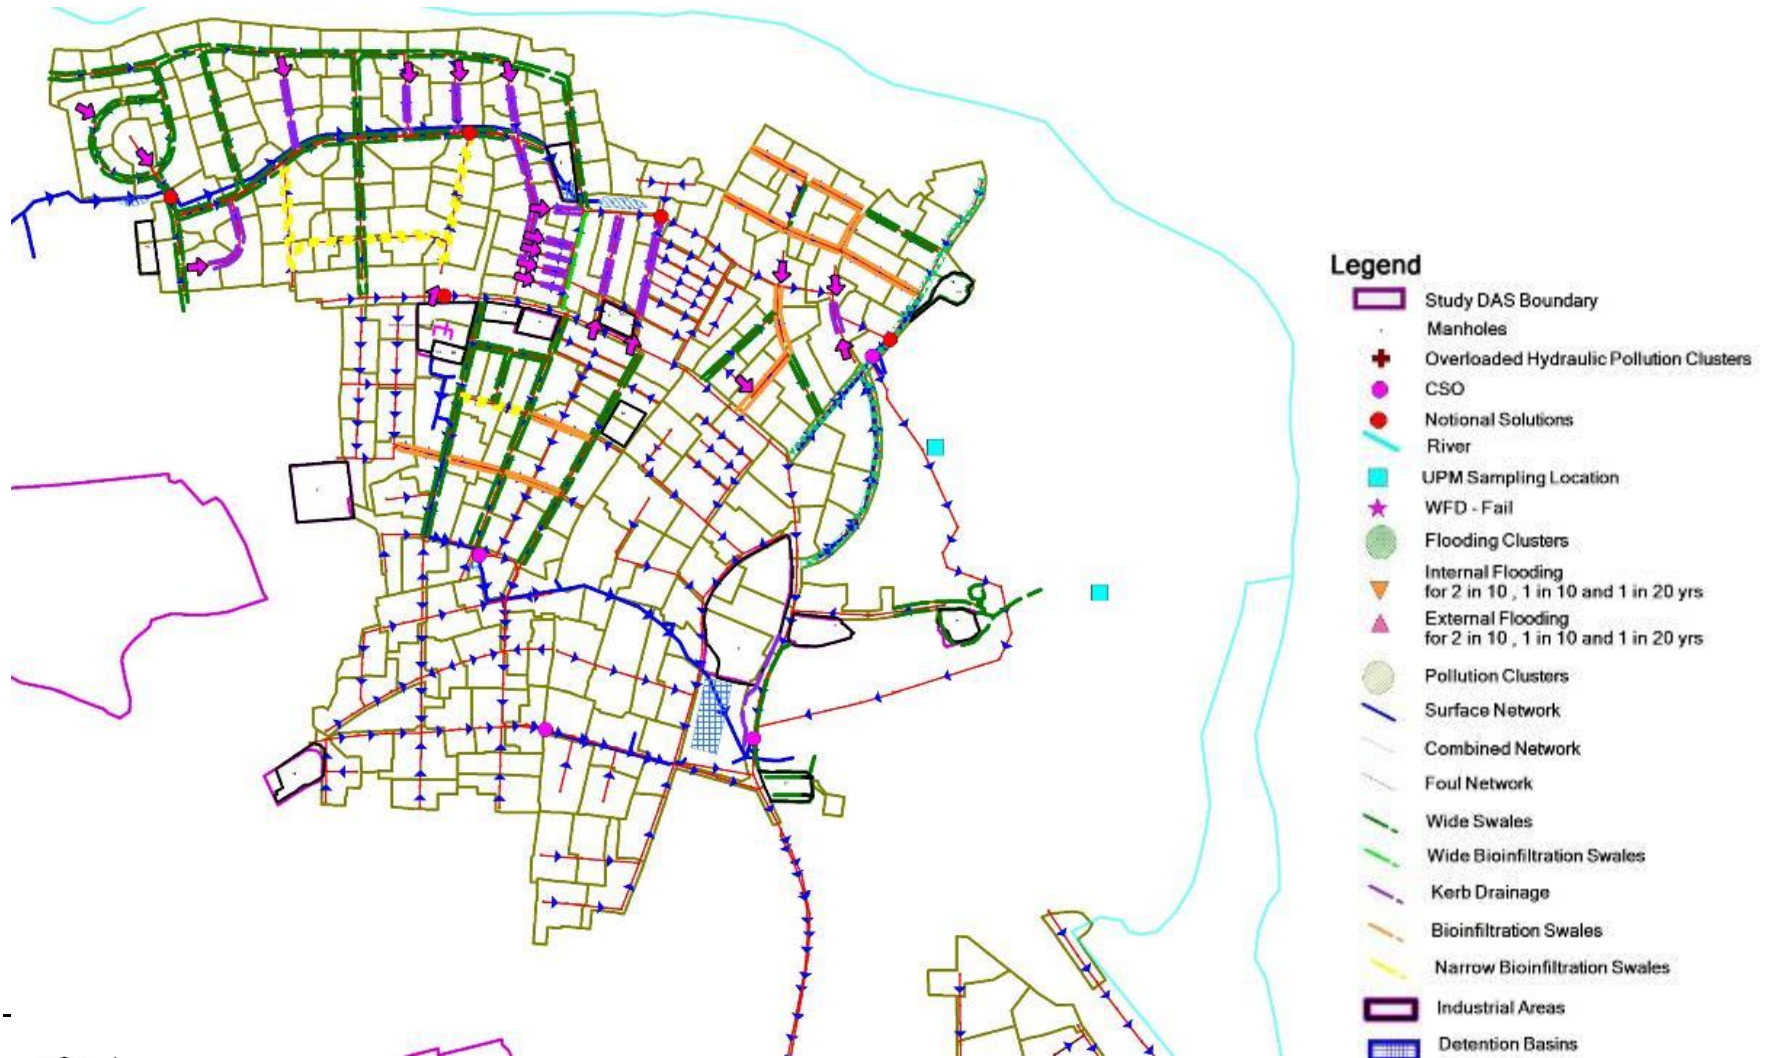 Legend
Study DAS Boundary
Manholes
Overloaded Hydraulic Pollution Clusters
CSO
Notional Solutions
River
UPM Sampling Location
WFD - Fail
Flooding Clusters
Internal Flooding
for 2 in 10 , 1 in 10 and 1 in 20 yrs
External Flooding
for 2 in 10 , 1 in 10 and 1 in 20 yrs
Pollution Clusters
Surface Network
Combined Network
Foul Network
Wide Swales
Wide Bioinfiltration Swales
Kerb Drainage
Bioinfiltration Swales
Narrow Bioinfiltration Swales
Industrial Areas
Detention Basins